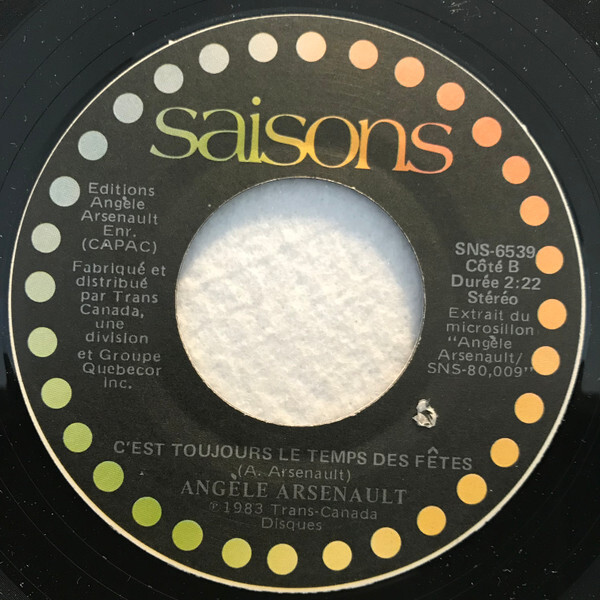 saisons
Editions
Angèle
Arsenault
Enr.
(CAPAC)
Fabriqué et
distribué
par Trans
Canada,
une
division
et Groupe
Quebecor
inc.
SNS-6539
Côté B
Durée 2:22
Stéréo
Extrait du
microsillon
"Angèle
Arsenault/
SNS-80,009"
C'EST TOUJOURS LE TEMPS DES FÊTES
(A. Arsenault)
ANGÈLE ARSENAULT
℗ 1983 Trans-Canada
Disques